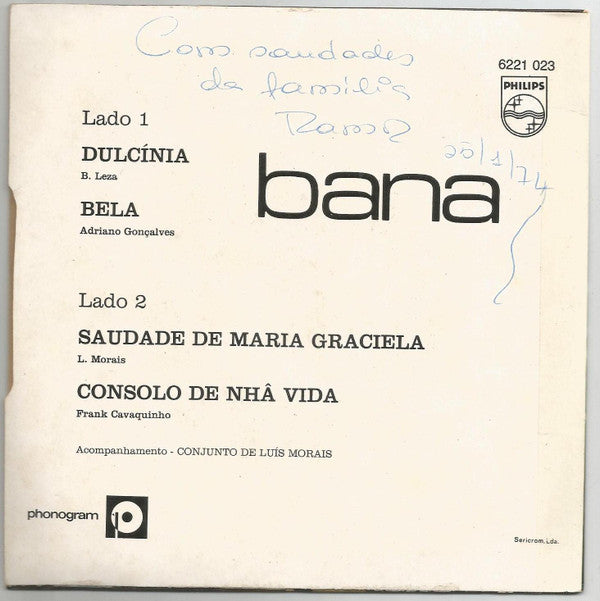 Com saudades
da família
Ramos
6221 023
PHILIPS
25/1/74
Lado 1
DULCÍNIA
B. Leza
BELA
Adriano Gonçalves
bana
Lado 2
SAUDADE DE MARIA GRACIELA
L. Morais
CONSOLO DE NHÂ VIDA
Frank Cavaquinho
Acompanhamento - CONJUNTO DE LUÍS MORAIS
phonogram
Sericrom, Lda.